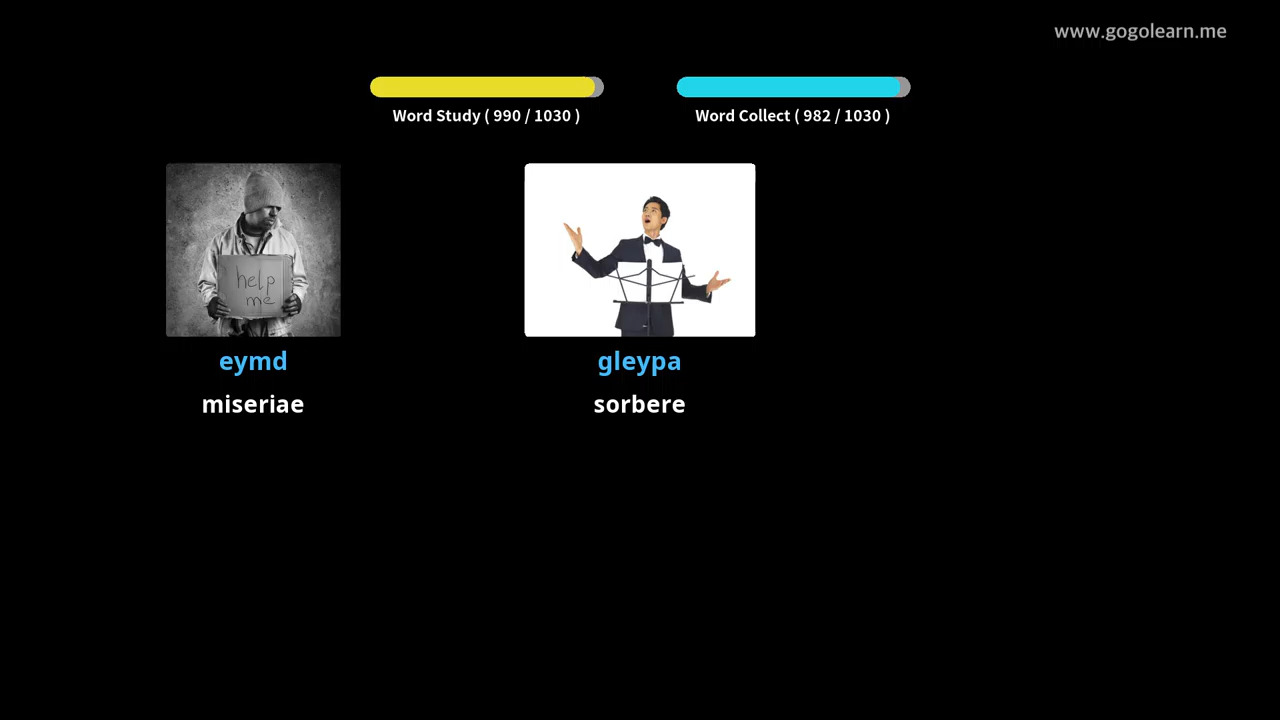 www.gogolearn.me
Word Study ( 990 / 1030 )
Word Collect ( 982 / 1030 )
help
me
eymd
miseriae
gleypa
sorbere